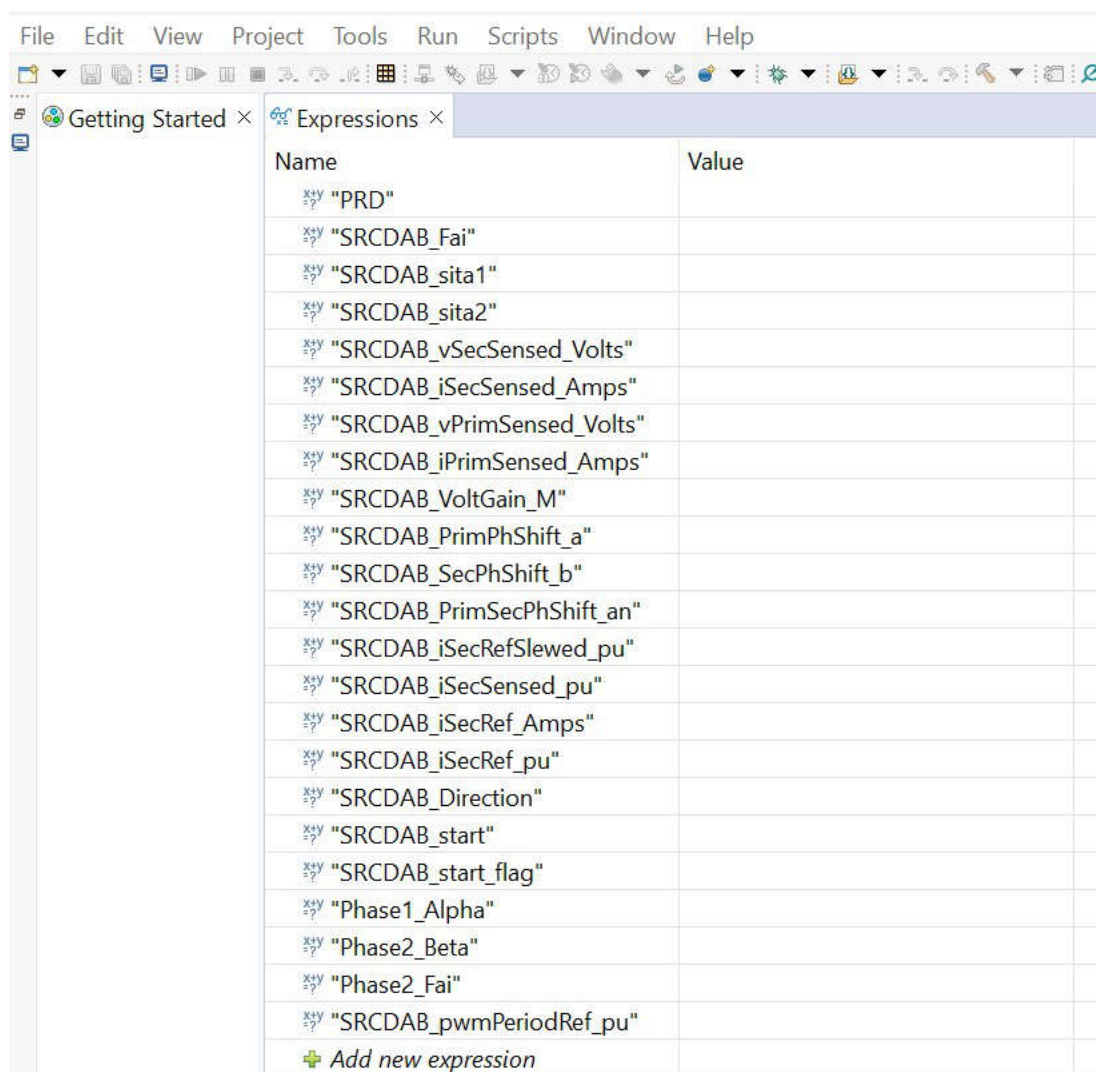 File Edit View Project Tools Run Scripts Window Help
Getting Started Expressions
Name Value
"PRD"
"SRCDAB_Fai"
"SRCDAB_sita1"
"SRCDAB_sita2"
"SRCDAB_vSecSensed_Volts"
"SRCDAB_iSecSensed_Amps"
"SRCDAB_vPrimSensed_Volts"
"SRCDAB_iPrimSensed_Amps"
"SRCDAB_VoltGain_M"
"SRCDAB_PrimPhShift_a"
"SRCDAB_SecPhShift_b"
"SRCDAB_PrimSecPhShift_an"
"SRCDAB_iSecRefSlewed_pu"
"SRCDAB_iSecSensed_pu"
"SRCDAB_iSecRef_Amps"
"SRCDAB_iSecRef_pu"
"SRCDAB_Direction"
"SRCDAB_start"
"SRCDAB_start_flag"
"Phase1_Alpha"
"Phase2_Beta"
"Phase2_Fai"
"SRCDAB_pwmPeriodRef_pu"
Add new expression